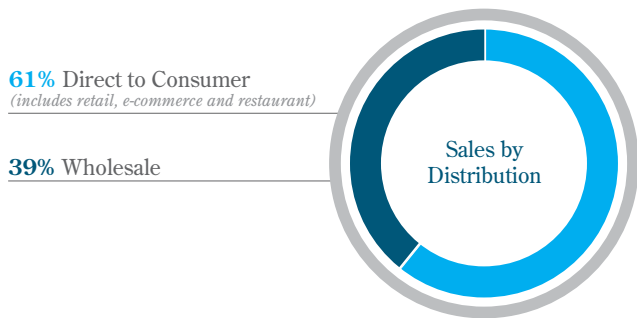 61% Direct to Consumer
(includes retail, e-commerce and restaurant)
39% Wholesale
Sales by
Distribution